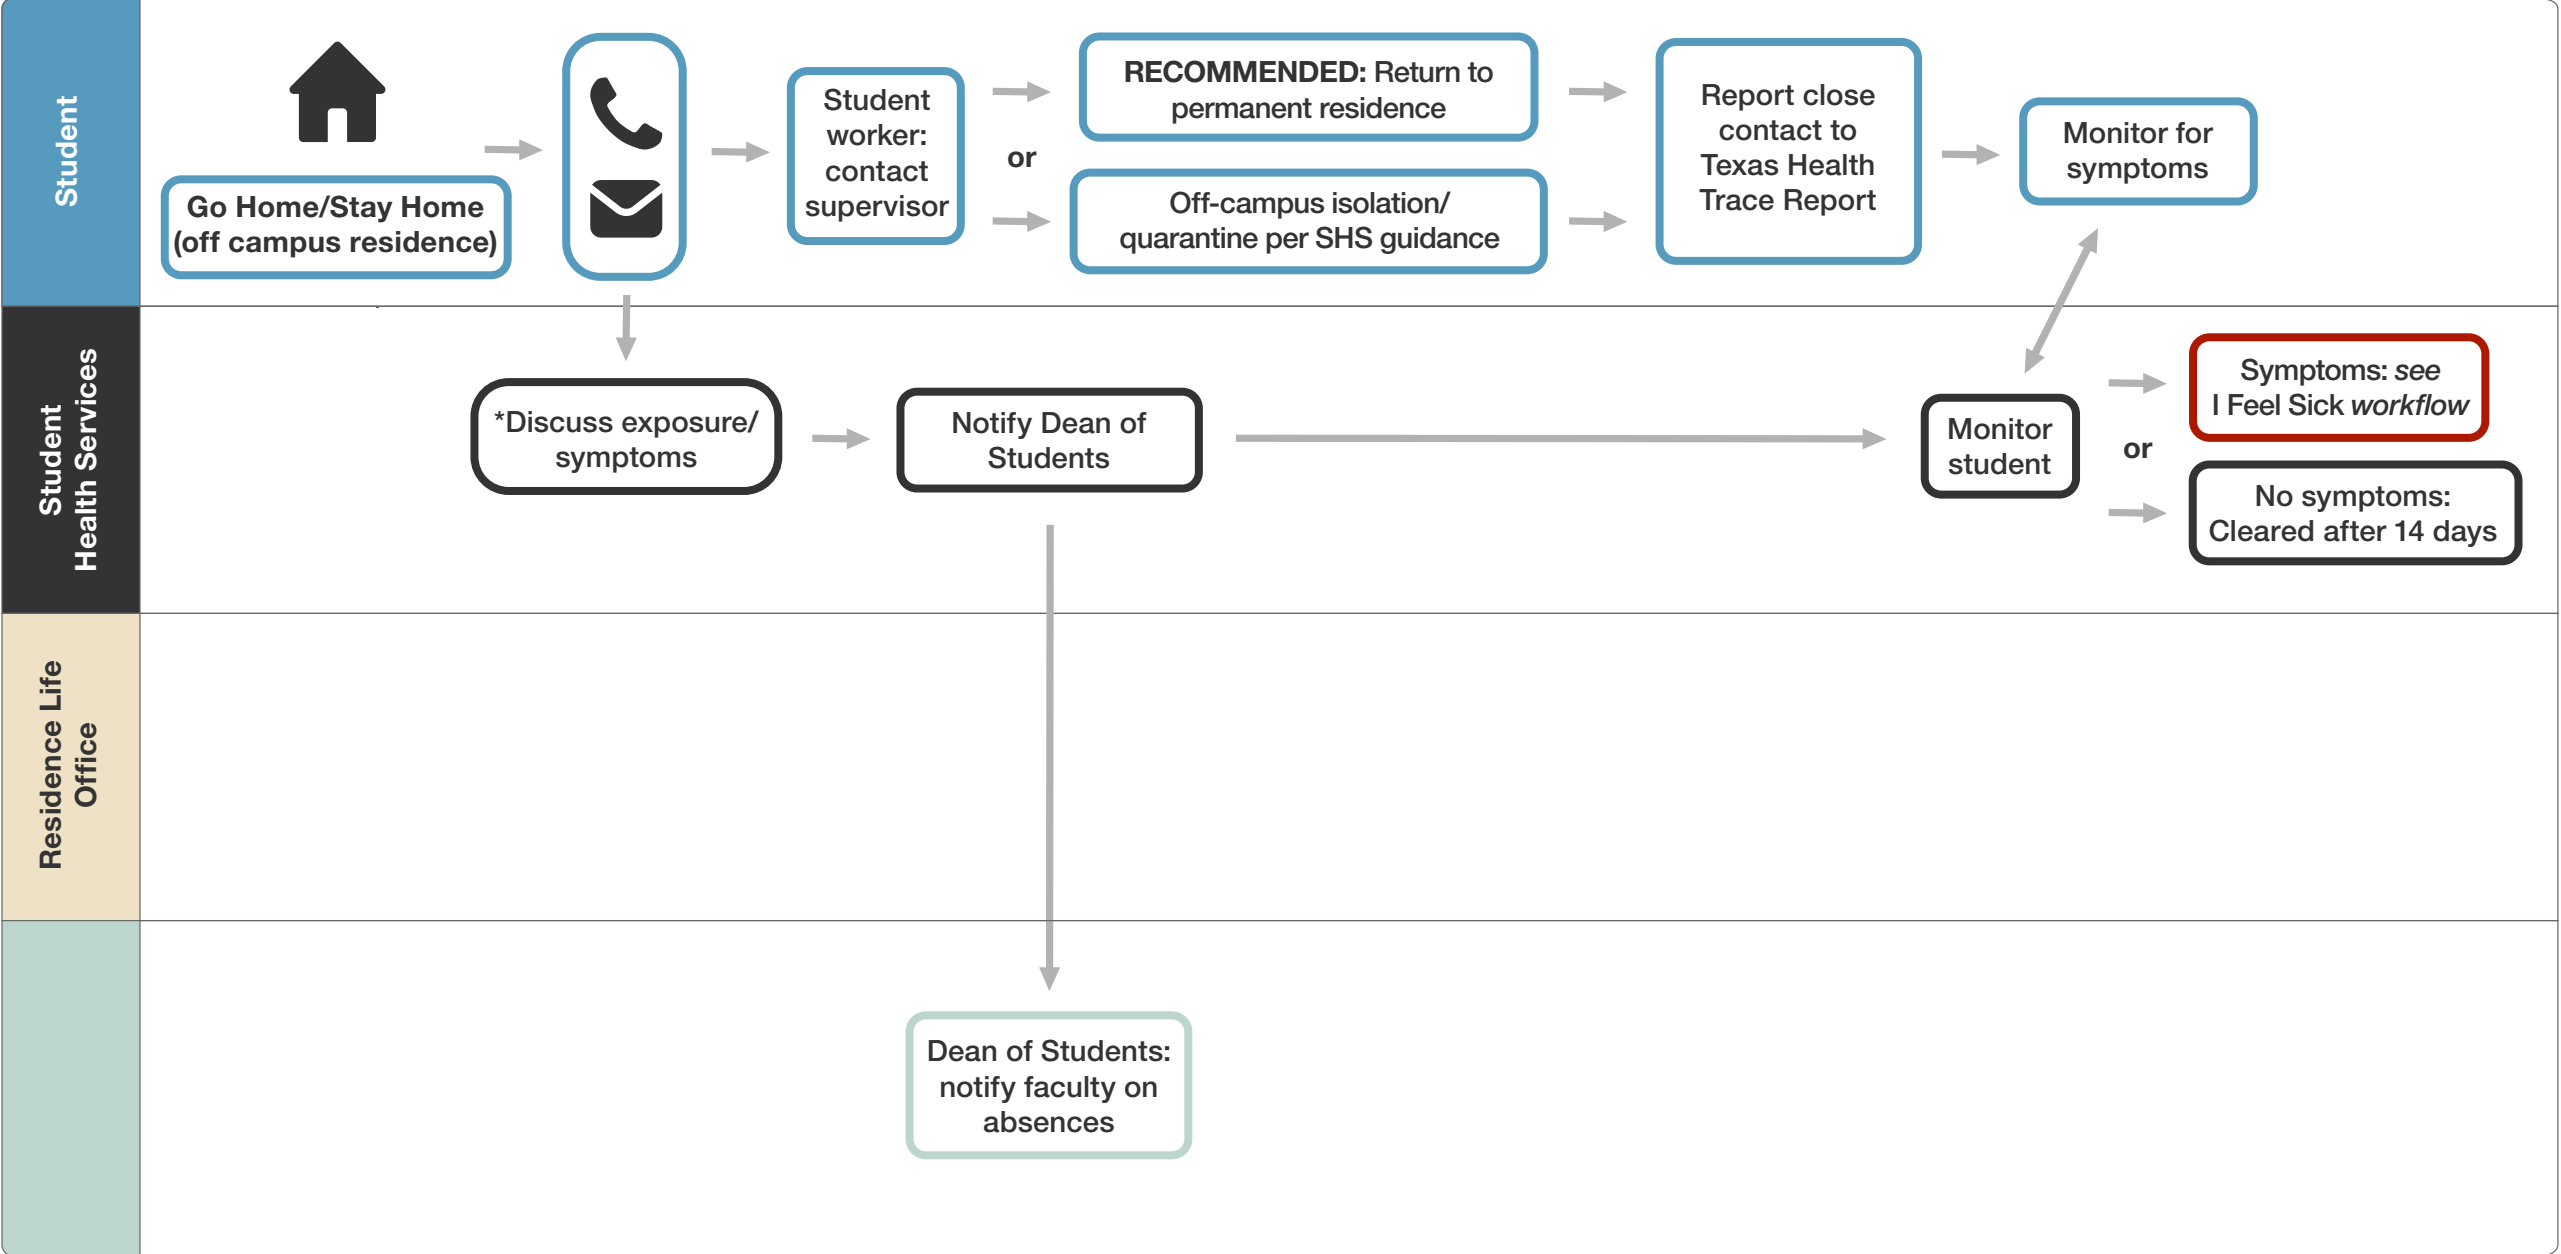 Student
Go Home/Stay Home
(off campus residence)
Student
worker:
contact
supervisor
or
RECOMMENDED: Return to
permanent residence
Off-campus isolation/
quarantine per SHS guidance
Report close
contact to
Texas Health
Trace Report
Monitor for
symptoms
Student
Health Services
*Discuss exposure/
symptoms
Notify Dean of
Students
Monitor
student
or
Symptoms: see
I Feel Sick workflow
No symptoms:
Cleared after 14 days
Residence Life
Office
Dean of Students:
notify faculty on
absences